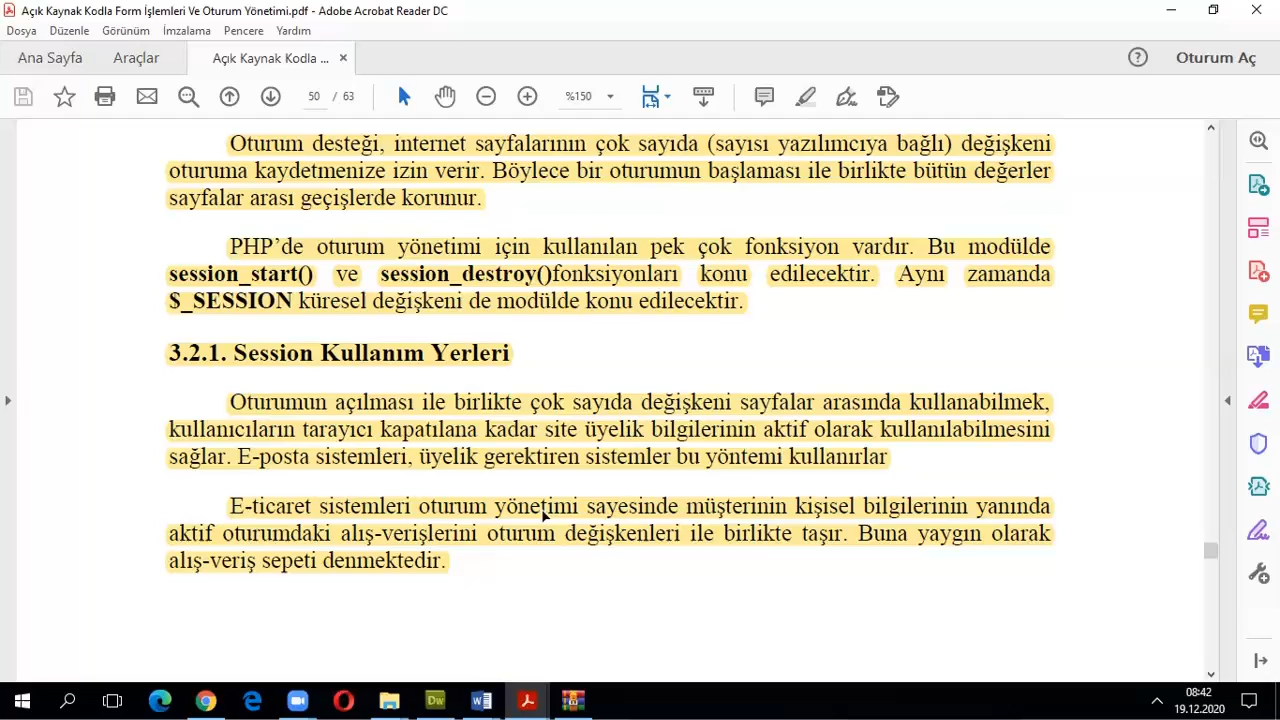 Açık Kaynak Kodla Form İşlemleri Ve Oturum Yönetimi.pdf - Adobe Acrobat Reader DC
Dosya Düzenle Görünüm İmzalama Pencere Yardım
Ana Sayfa Araçlar Açık Kaynak Kodla ... × Oturum Aç
50 / 63 %150
Oturum desteği, internet sayfalarının çok sayıda (sayısı yazılımcıya bağlı) değişkeni
oturuma kaydetmenize izin verir. Böylece bir oturumun başlaması ile birlikte bütün değerler
sayfalar arası geçişlerde korunur.
PHP’de oturum yönetimi için kullanılan pek çok fonksiyon vardır. Bu modülde
session_start() ve session_destroy()fonksiyonları konu edilecektir. Aynı zamanda
$_SESSION küresel değişkeni de modülde konu edilecektir.
3.2.1. Session Kullanım Yerleri
Oturumun açılması ile birlikte çok sayıda değişkeni sayfalar arasında kullanabilmek,
kullanıcıların tarayıcı kapatılana kadar site üyelik bilgilerinin aktif olarak kullanılabilmesini
sağlar. E-posta sistemleri, üyelik gerektiren sistemler bu yöntemi kullanırlar
E-ticaret sistemleri oturum yönetimi sayesinde müşterinin kişisel bilgilerinin yanında
aktif oturumdaki alış-verişlerini oturum değişkenleri ile birlikte taşır. Buna yaygın olarak
alış-veriş sepeti denmektedir.
Dw
08:42
19.12.2020